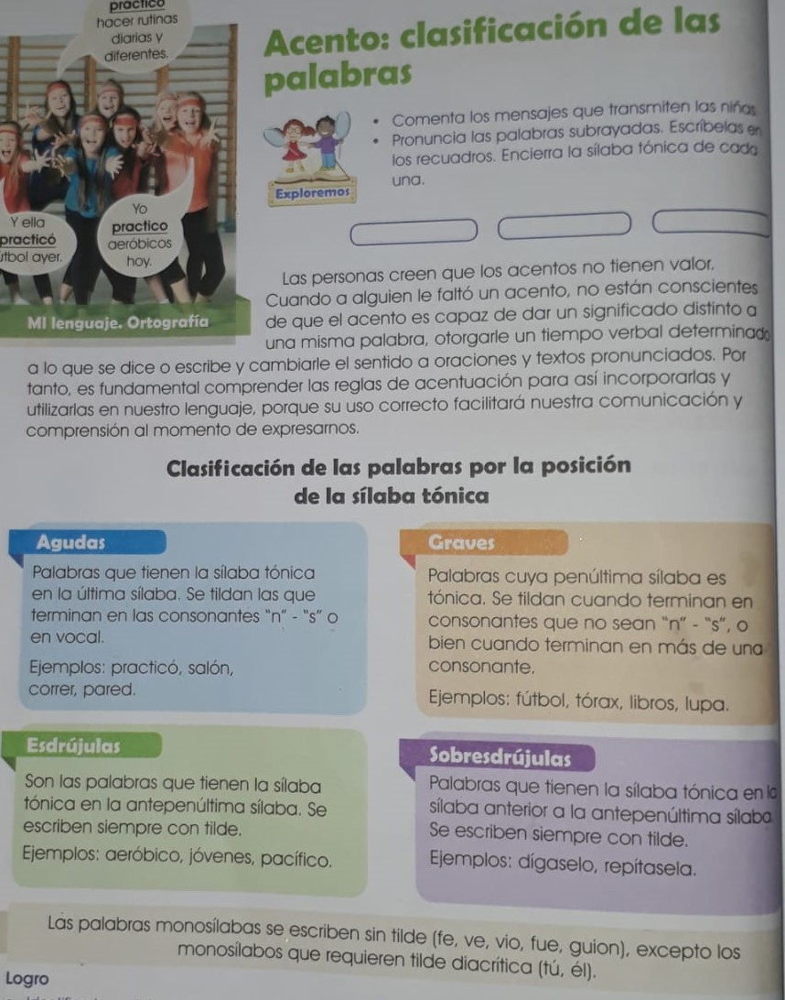 práctico
hacer rutinas
diarias y
diferentes.
Acento: clasificación de las
palabras
• Comenta los mensajes que transmiten las niñas
• Pronuncia las palabras subrayadas. Escríbelas en
los recuadros. Encierra la sílaba tónica de cada
una.
Exploremos
Y ella
practicó
útbol ayer.
Yo
practico
aeróbicos
hoy.
MI lenguaje. Ortografía
Las personas creen que los acentos no tienen valor.
Cuando a alguien le faltó un acento, no están conscientes
de que el acento es capaz de dar un significado distinto a
una misma palabra, otorgarle un tiempo verbal determinado
a lo que se dice o escribe y cambiarle el sentido a oraciones y textos pronunciados. Por
tanto, es fundamental comprender las reglas de acentuación para así incorporarlas y
utilizarlas en nuestro lenguaje, porque su uso correcto facilitará nuestra comunicación y
comprensión al momento de expresarnos.
Clasificación de las palabras por la posición
de la sílaba tónica
Agudas
Palabras que tienen la sílaba tónica
en la última sílaba. Se tildan las que
terminan en las consonantes "n" - "s" o
en vocal.
Ejemplos: practicó, salón,
correr, pared.
Graves
Palabras cuya penúltima sílaba es
tónica. Se tildan cuando terminan en
consonantes que no sean "n" - "s", o
bien cuando terminan en más de una
consonante.
Ejemplos: fútbol, tórax, libros, lupa.
Esdrújulas
Son las palabras que tienen la sílaba
tónica en la antepenúltima sílaba. Se
escriben siempre con tilde.
Ejemplos: aeróbico, jóvenes, pacífico.
Sobresdrújulas
Palabras que tienen la sílaba tónica en la
sílaba anterior a la antepenúltima sílaba.
Se escriben siempre con tilde.
Ejemplos: dígaselo, repítasela.
Las palabras monosílabas se escriben sin tilde (fe, ve, vio, fue, guion), excepto los
monosílabos que requieren tilde diacrítica (tú, él).
Logro